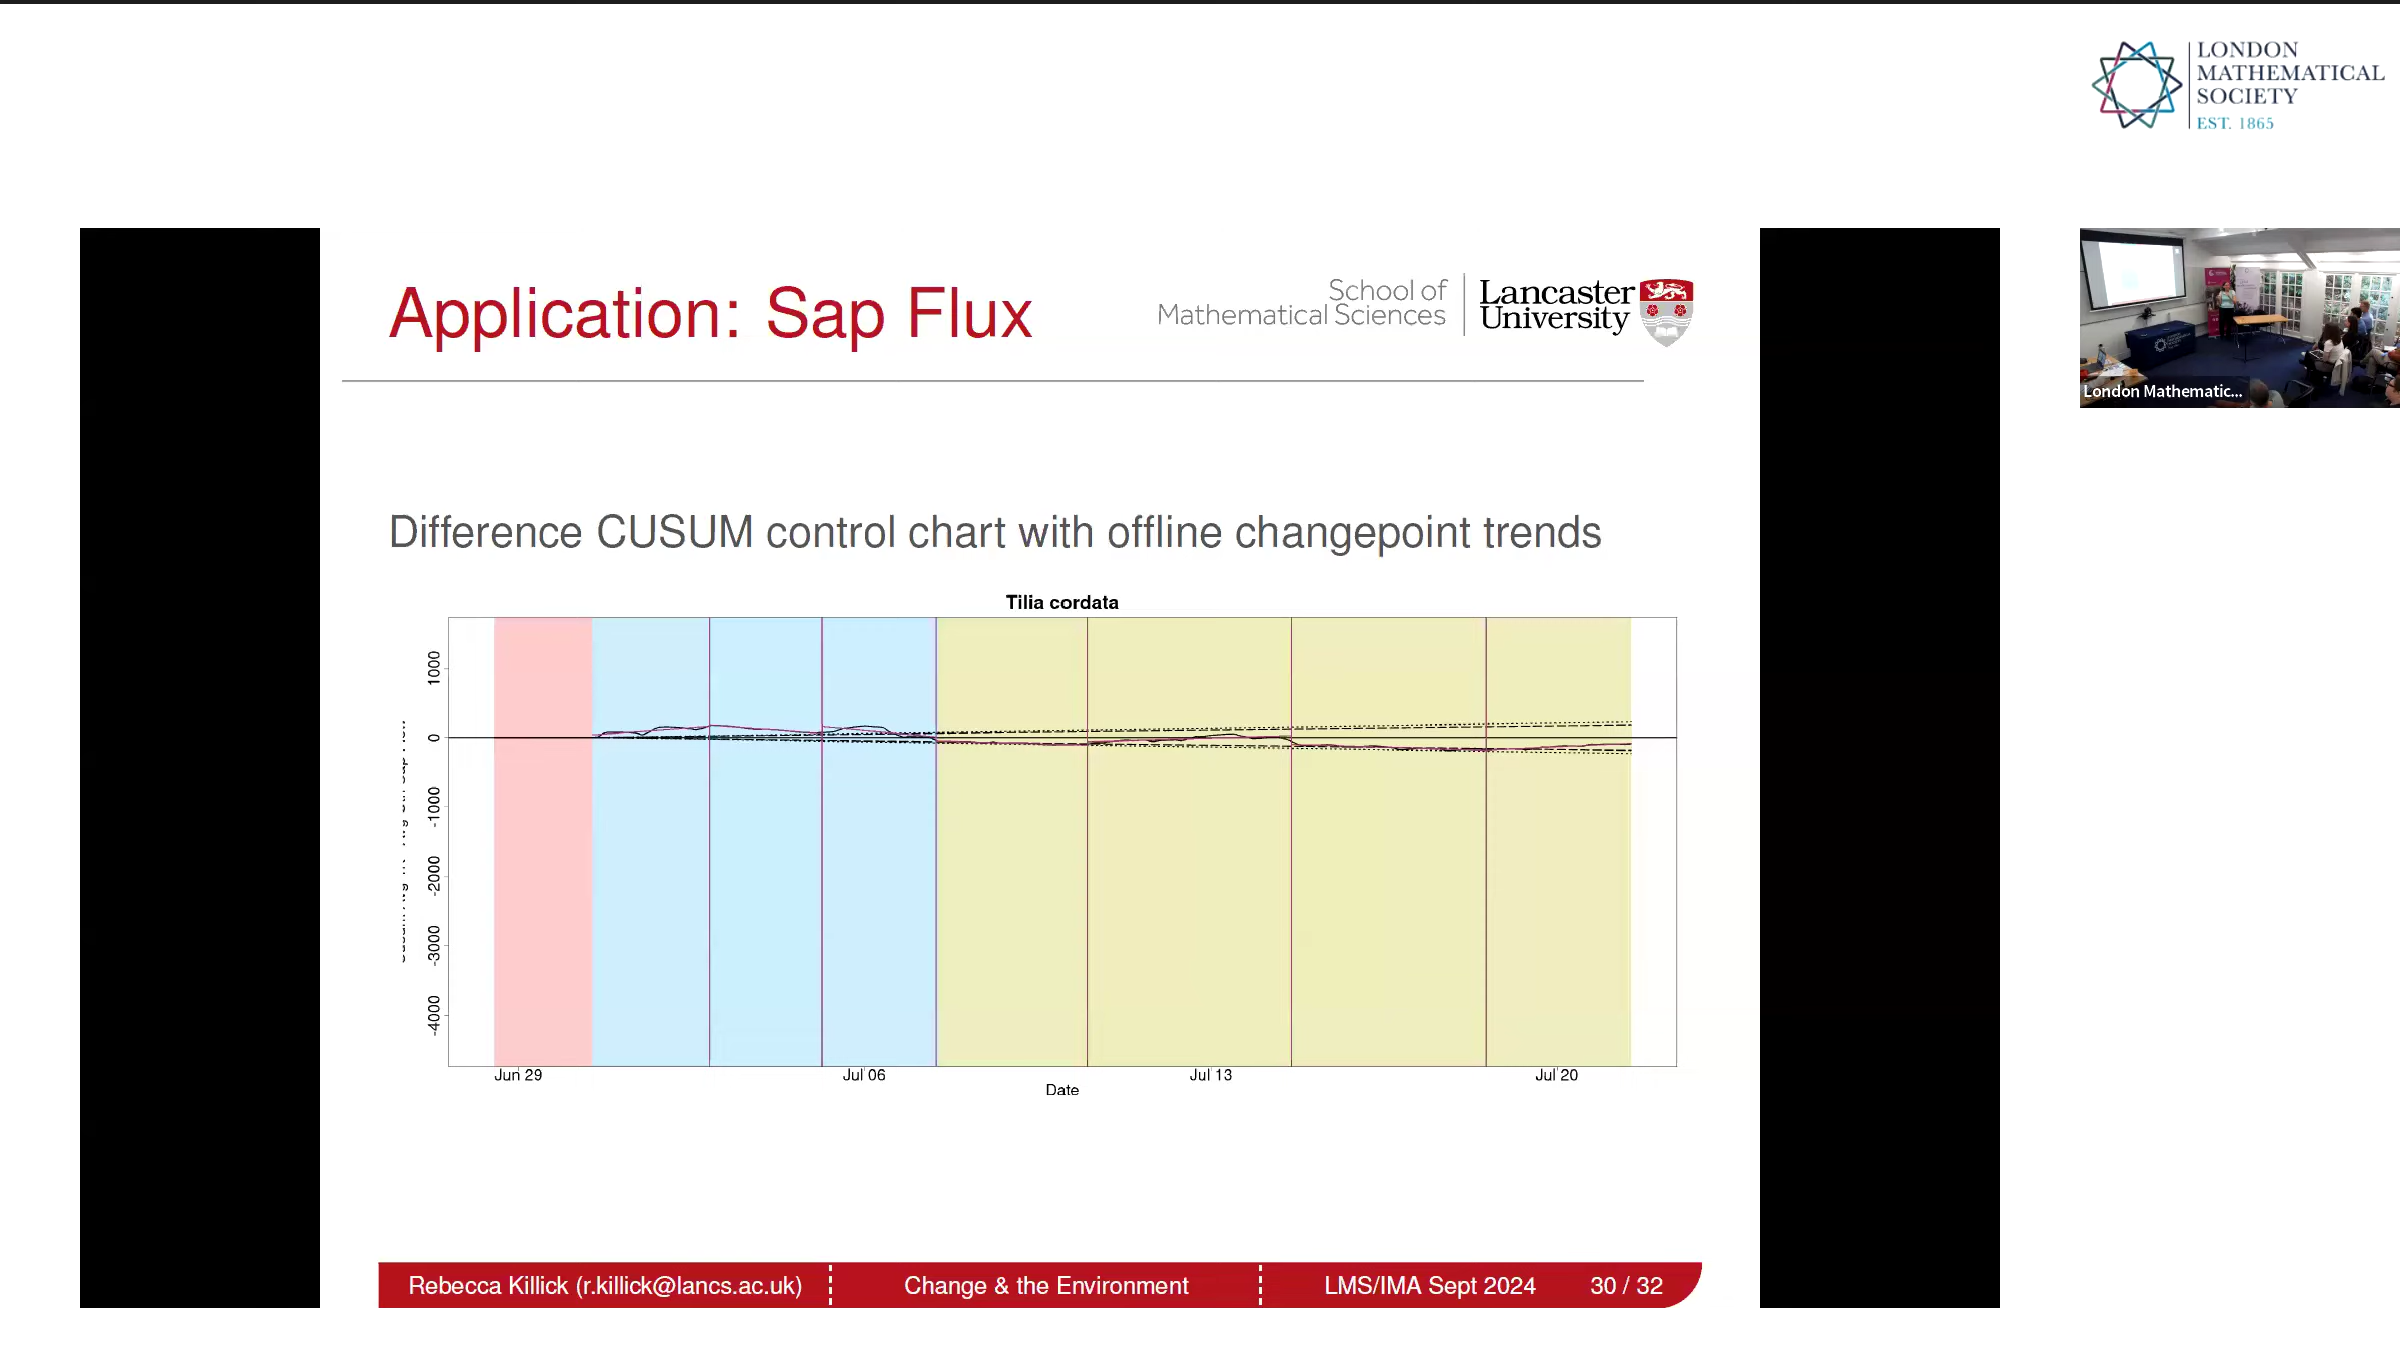 LONDON
MATHEMATICAL
SOCIETY
EST. 1865
Application: Sap Flux
School of
Mathematical Sciences
Lancaster
University
London Mathematic...
Difference CUSUM control chart with offline changepoint trends
Tilia cordata
1000
0
-1000
-2000
-3000
-4000
Jun 29
Jul 06
Jul 13
Jul 20
Date
Rebecca Killick (r.killick@lancs.ac.uk)
Change & the Environment
LMS/IMA Sept 2024
30 / 32